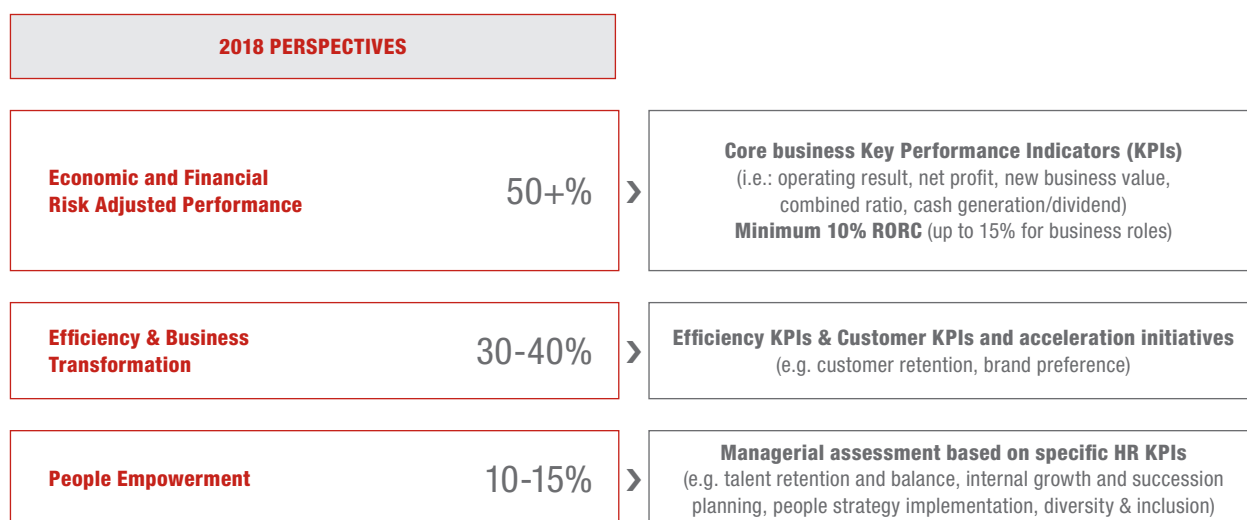 2018 PERSPECTIVES
Economic and Financial
Risk Adjusted Performance
50+%
Core business Key Performance Indicators (KPIs)
(i.e.: operating result, net profit, new business value,
combined ratio, cash generation/dividend)
Minimum 10% RORC (up to 15% for business roles)
Efficiency & Business
Transformation
30-40%
Efficiency KPIs & Customer KPIs and acceleration initiatives
(e.g. customer retention, brand preference)
People Empowerment
10-15%
Managerial assessment based on specific HR KPIs
(e.g. talent retention and balance, internal growth and succession
planning, people strategy implementation, diversity & inclusion)